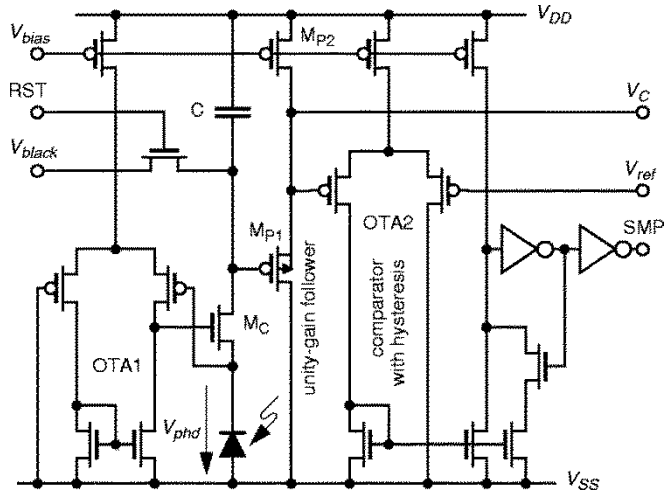 V_DD
V_bias
M_P2
RST
C
V_C
V_black
V_ref
M_P1
OTA2
SMP
unity-gain follower
comparator
with hysteresis
M_C
OTA1
V_phd
V_SS